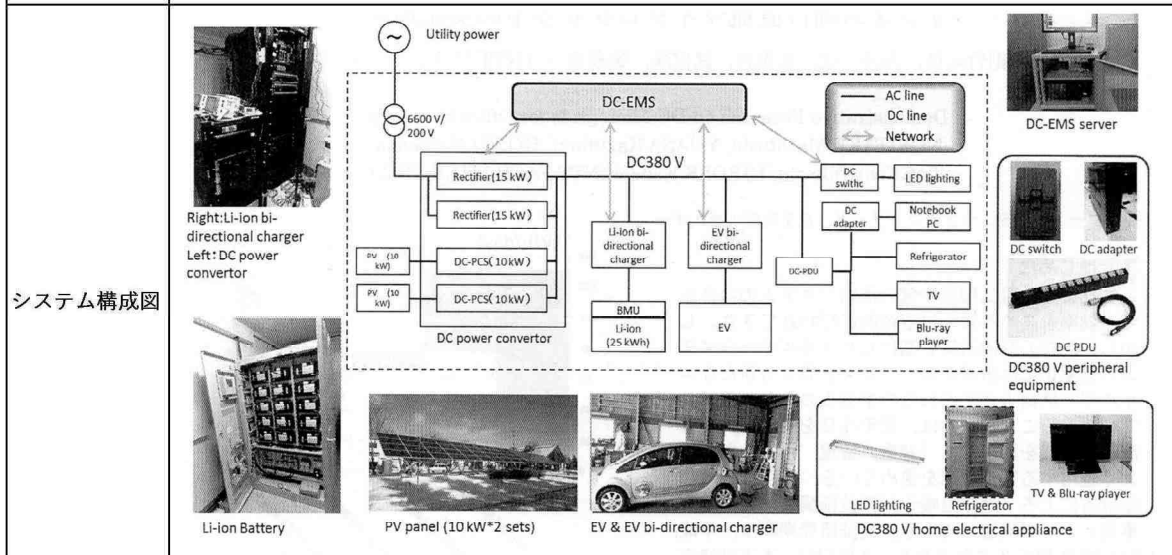 システム構成図
Utility power
6600 V/
200 V
DC-EMS
AC line
DC line
Network
DC380 V
Rectifier(15 kW)
Rectifier(15 kW)
PV (10
kW)
DC-PCS(10kW)
PV (10
kW)
DC-PCS(10kW)
DC power convertor
Li-ion bi-
directional
charger
BMU
Li-ion
(25 kWh)
EV bi-
directional
charger
EV
DC
swithc
LED lighting
DC
adapter
Notebook
PC
DC-PDU
Refrigerator
TV
Blu-ray
player
Right:Li-ion bi-
directional charger
Left:DC power
convertor
DC-EMS server
DC switch
DC adapter
DC PDU
DC380 V peripheral
equipment
Li-ion Battery
PV panel (10 kW*2 sets)
EV & EV bi-directional charger
LED lighting
Refrigerator
TV & Blu-ray player
DC380 V home electrical appliance